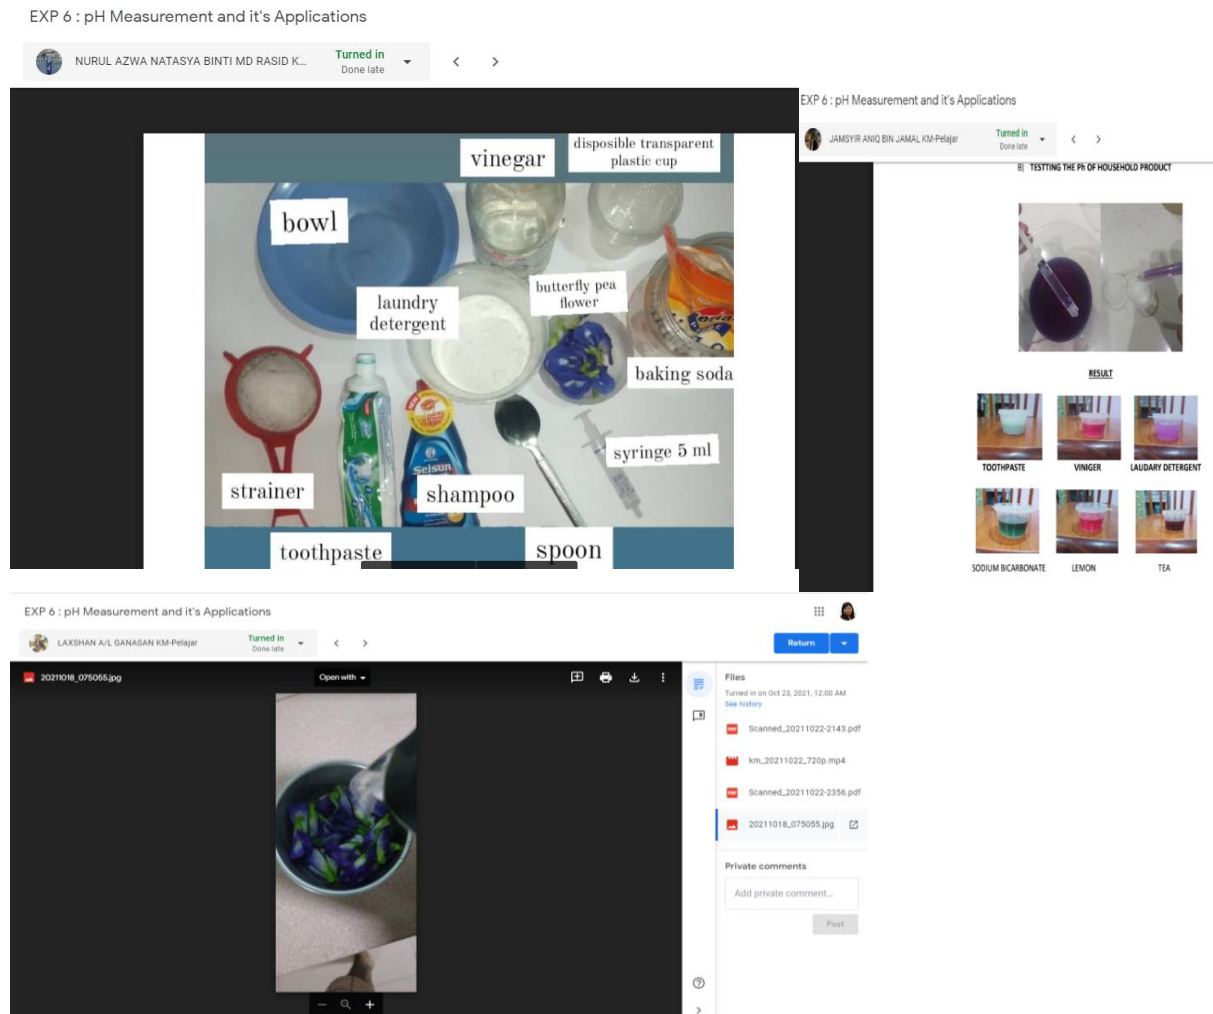 EXP 6 : pH Measurement and it's Applications
NURUL AZWA NATASYA BINTI MD RASID K...
Turned in
Done late
vinegar
disposible transparent
plastic cup
bowl
laundry
detergent
butterfly pea
flower
baking soda
syringe 5 ml
strainer
Selsun
shampoo
toothpaste
spoon
EXP 6 : pH Measurement and it's Applications
JAMSYIR ANIQ BIN JAMAL KM-Pelajar
Turned in
Done late
B) TESTTING THE Ph OF HOUSEHOLD PRODUCT
RESULT
TOOTHPASTE VINIGER LAUDARY DETERGENT
SODIUM BICARBONATE LEMON TEA
EXP 6 : pH Measurement and it's Applications
LAXSHAN A/L GANASAN KM-Pelajar
Turned in
Done late
Return
20211018_075055.jpg
Open with
Files
Turned in on Oct 23, 2021, 12:00 AM
See history
PDF Scanned_20211022-2143.pdf
km_20211022_720p.mp4
PDF Scanned_20211022-2356.pdf
20211018_075055.jpg
Private comments
Add private comment...
Post